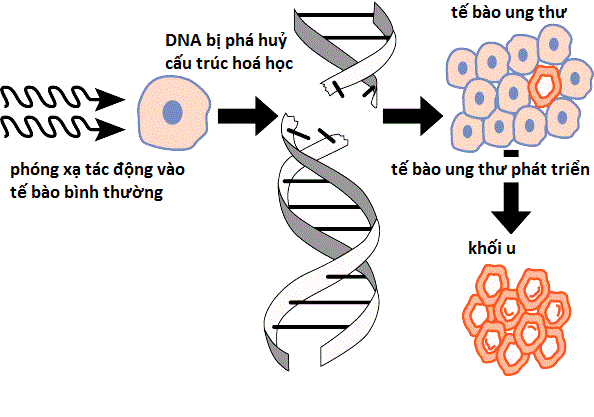 phóng xạ tác động vào
tế bào bình thường
DNA bị phá huỷ
cấu trúc hoá học
tế bào ung thư
tế bào ung thư phát triển
khối u